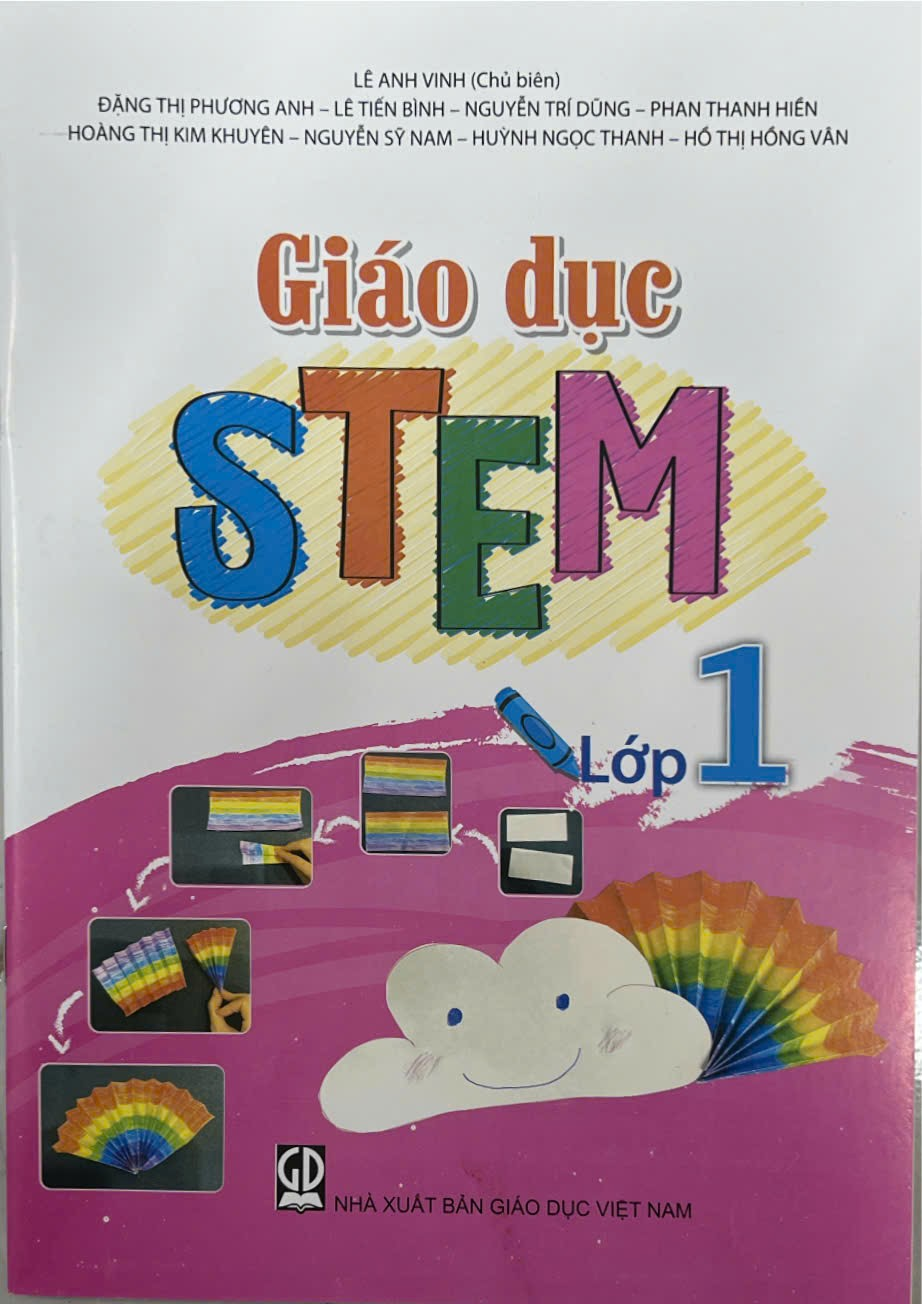 LÊ ANH VINH (Chủ biên)
ĐẶNG THỊ PHƯƠNG ANH – LÊ TIẾN BÌNH – NGUYỄN TRÍ DŨNG – PHAN THANH HIỀN
HOÀNG THỊ KIM KHUYÊN – NGUYỄN SỸ NAM – HUỲNH NGỌC THANH – HỒ THỊ HỒNG VÂN
Giáo dục
STEM
Lớp 1
GD
NHÀ XUẤT BẢN GIÁO DỤC VIỆT NAM